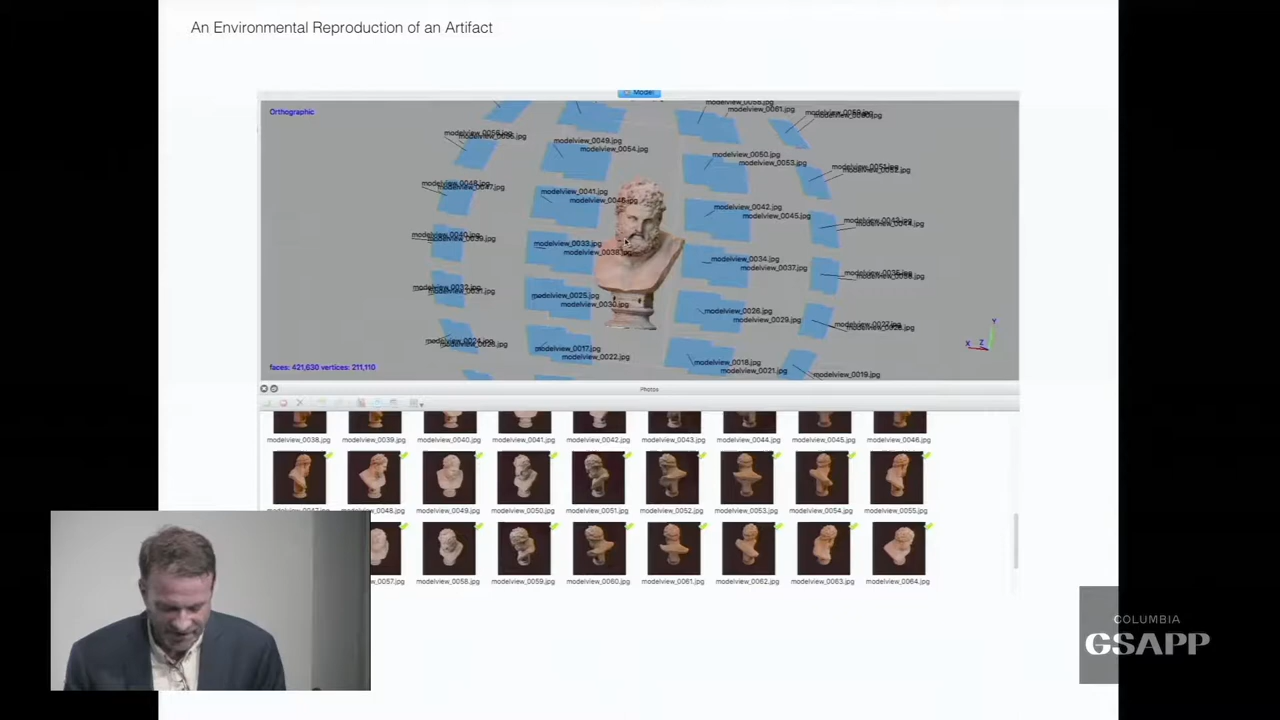 An Environmental Reproduction of an Artifact
Model
Orthographic
modelview_0049.jpg
modelview_0054.jpg
modelview_0050.jpg
modelview_0053.jpg
modelview_0041.jpg
modelview_0042.jpg
modelview_0045.jpg
modelview_0033.jpg
modelview_0038.jpg
modelview_0034.jpg
modelview_0037.jpg
modelview_0025.jpg
modelview_0030.jpg
modelview_0026.jpg
modelview_0029.jpg
modelview_0017.jpg
modelview_0022.jpg
modelview_0018.jpg
modelview_0021.jpg
modelview_0019.jpg
Y
X Z
faces: 421,630 vertices: 211,110
Photos
modelview_0038.jpg modelview_0039.jpg modelview_0040.jpg modelview_0041.jpg modelview_0042.jpg modelview_0043.jpg modelview_0044.jpg modelview_0045.jpg modelview_0046.jpg
modelview_0048.jpg modelview_0049.jpg modelview_0050.jpg modelview_0051.jpg modelview_0052.jpg modelview_0053.jpg modelview_0054.jpg modelview_0055.jpg
modelview_0058.jpg modelview_0059.jpg modelview_0060.jpg modelview_0061.jpg modelview_0062.jpg modelview_0063.jpg modelview_0064.jpg
COLUMBIA
GSAPP